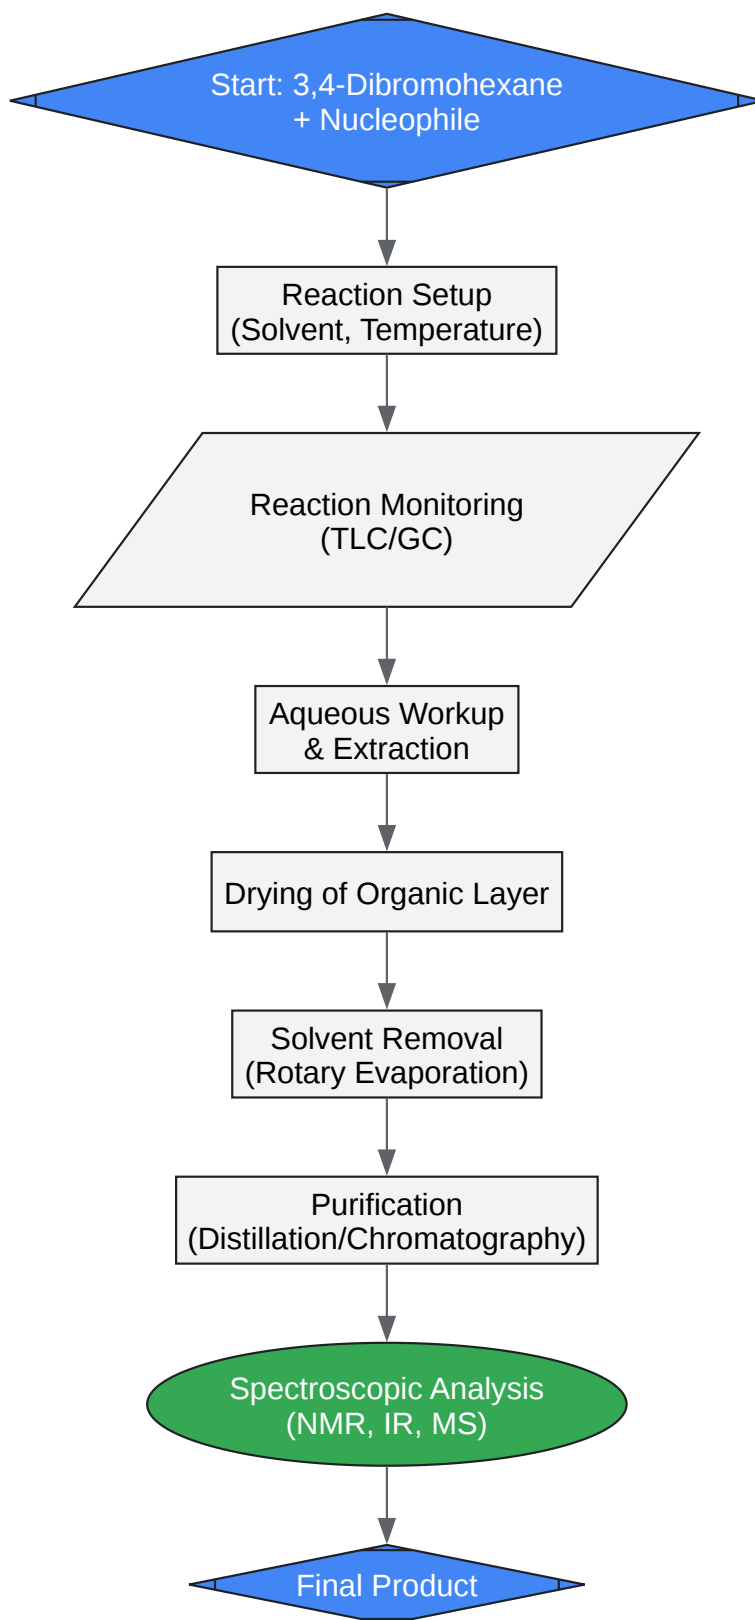 Start: 3,4-Dibromohexane
+ Nucleophile
Reaction Setup
(Solvent, Temperature)
Reaction Monitoring
(TLC/GC)
Aqueous Workup
& Extraction
Drying of Organic Layer
Solvent Removal
(Rotary Evaporation)
Purification
(Distillation/Chromatography)
Spectroscopic Analysis
(NMR, IR, MS)
Final Product